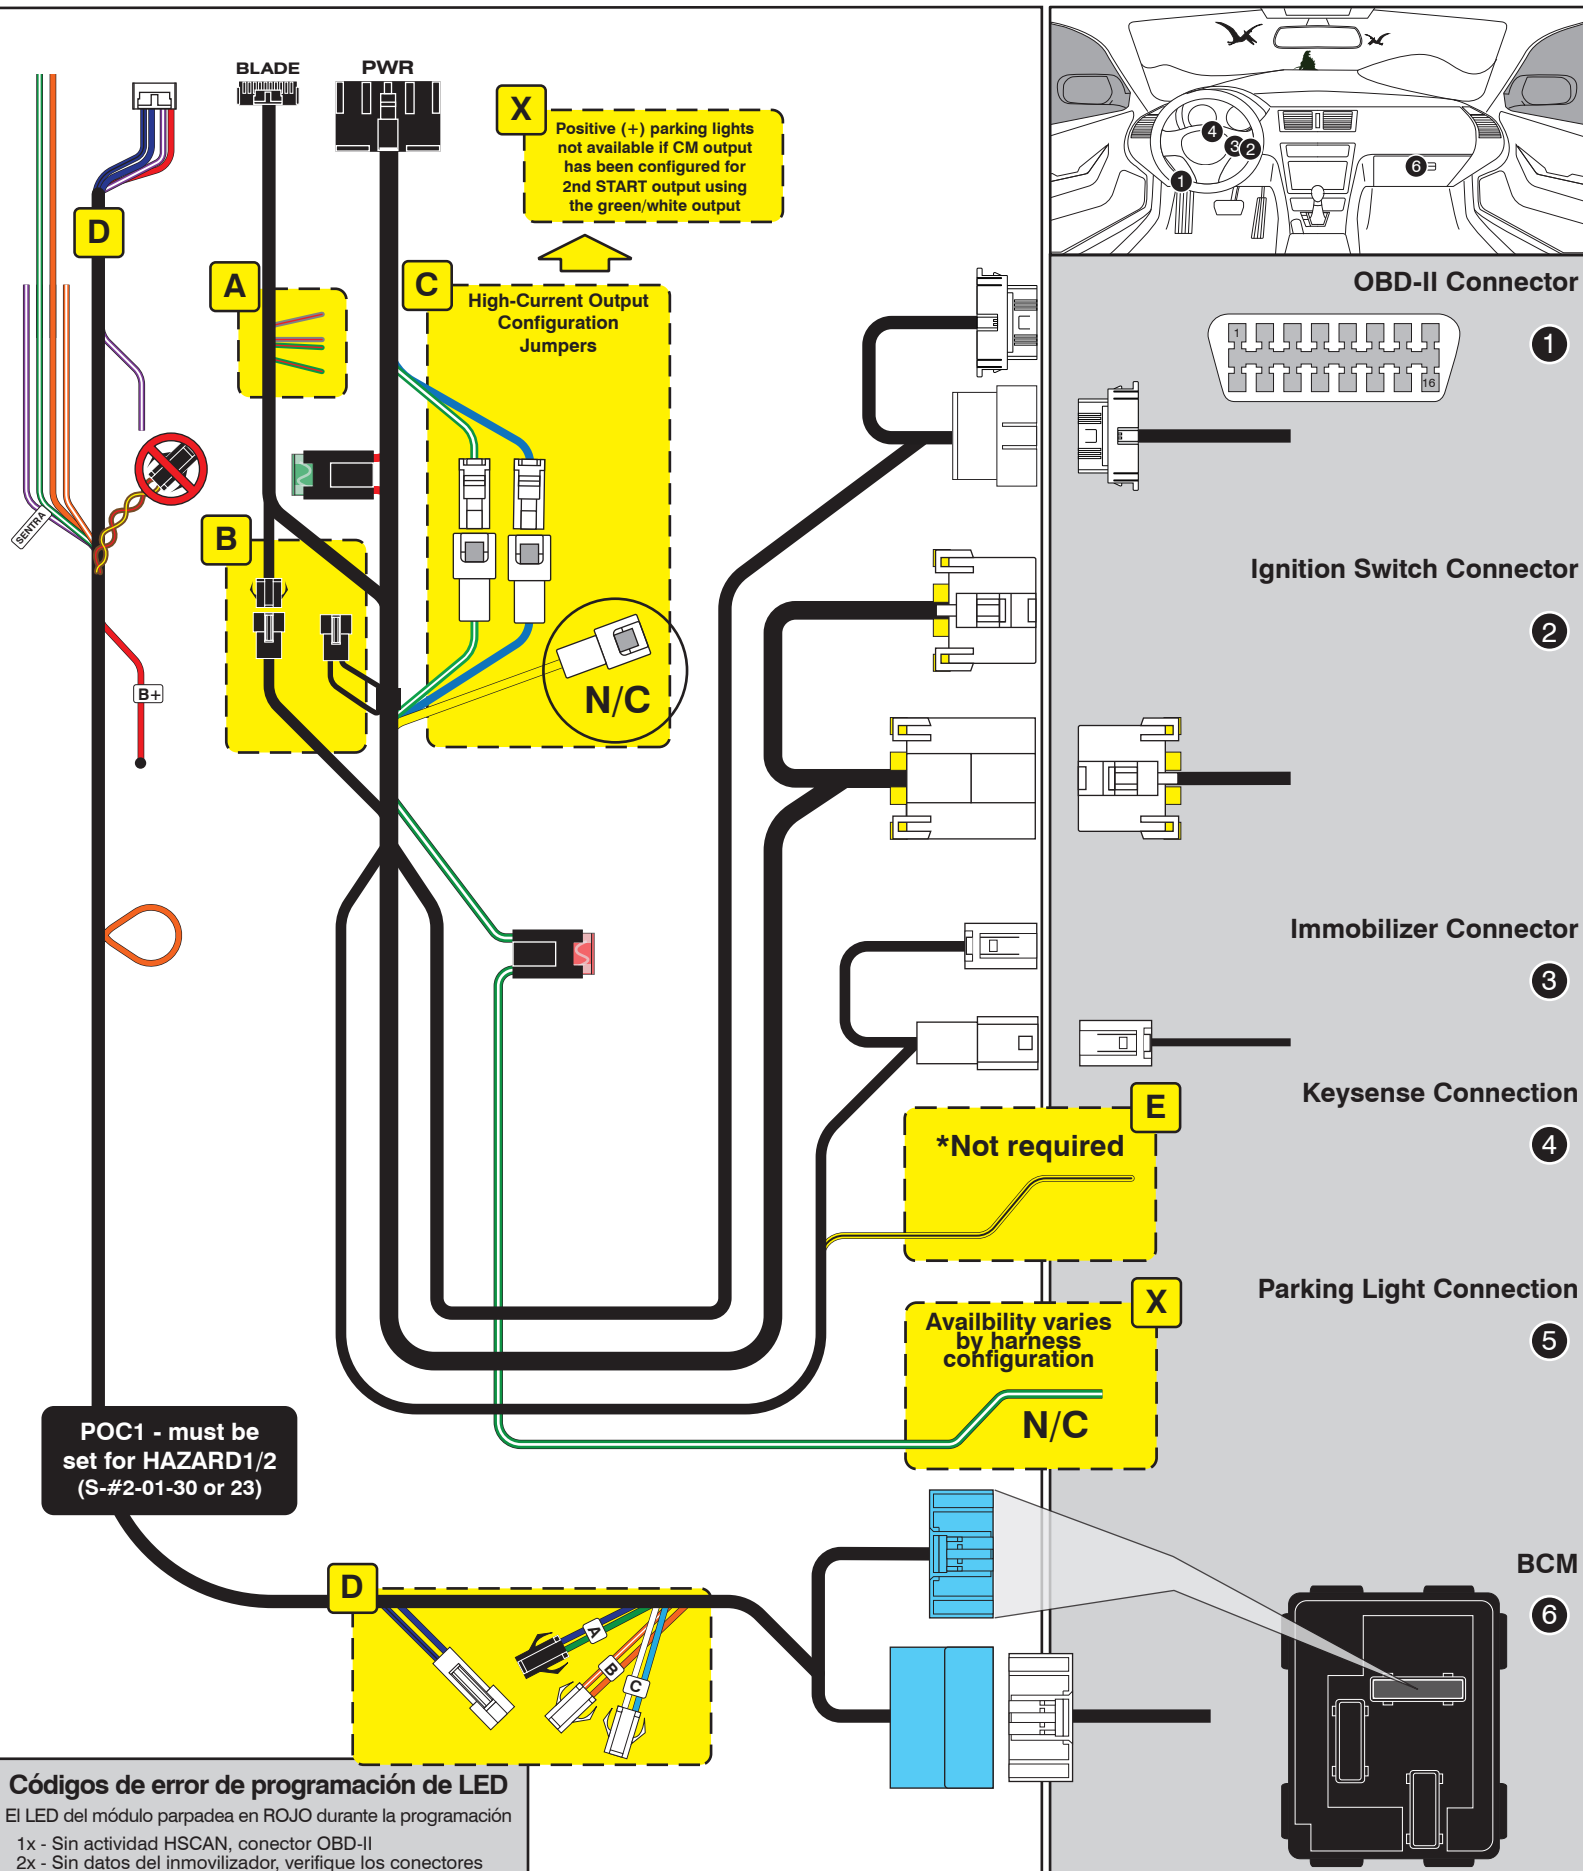 BLADE
PWR
X
Positive (+) parking lights
not available if CM output
has been configured for
2nd START output using
the green/white output
4
3
2
6
1
D
A
C
High-Current Output
Configuration
Jumpers
OBD-II Connector
1
1
16
SENTRA
B
Ignition Switch Connector
2
B+
N/C
Immobilizer Connector
3
Keysense Connection
4
E
*Not required
Parking Light Connection
5
X
Availbility varies
by harness
configuration
N/C
POC1 - must be
set for HAZARD1/2
(S-#2-01-30 or 23)
BCM
6
D
A
B
C
Códigos de error de programación de LED
El LED del módulo parpadea en ROJO durante la programación
1x - Sin actividad HSCAN, conector OBD-II
2x - Sin datos del inmovilizador, verifique los conectores